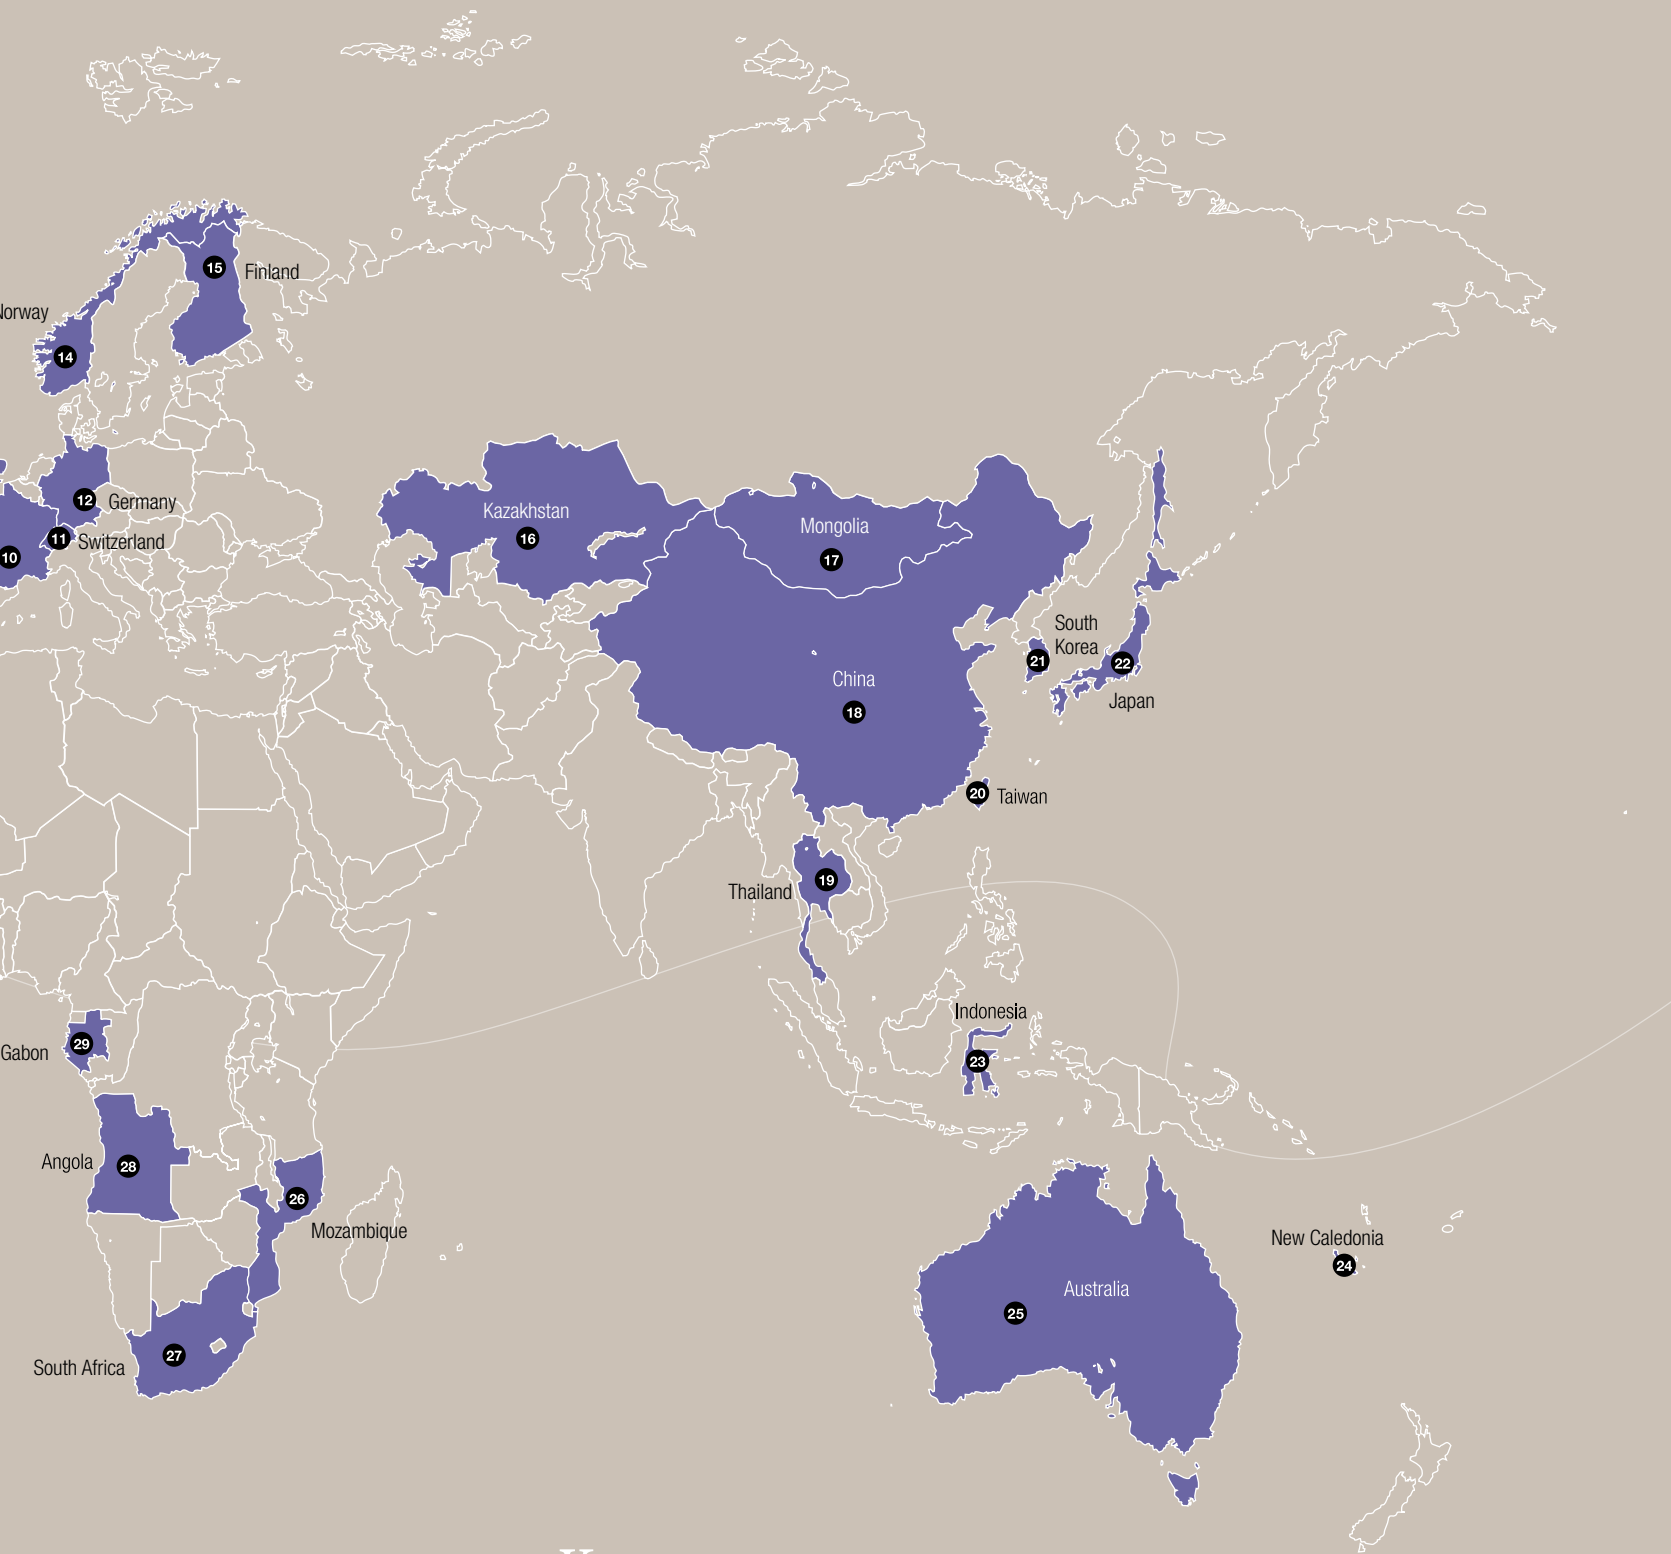 15
Finland
Norway
14
12
Germany
11
Switzerland
10
Kazakhstan
16
Mongolia
17
South
Korea
21
22
Japan
China
18
20
Taiwan
19
Thailand
Indonesia
23
29
Gabon
Angola
28
26
Mozambique
New Caledonia
24
Australia
25
27
South Africa